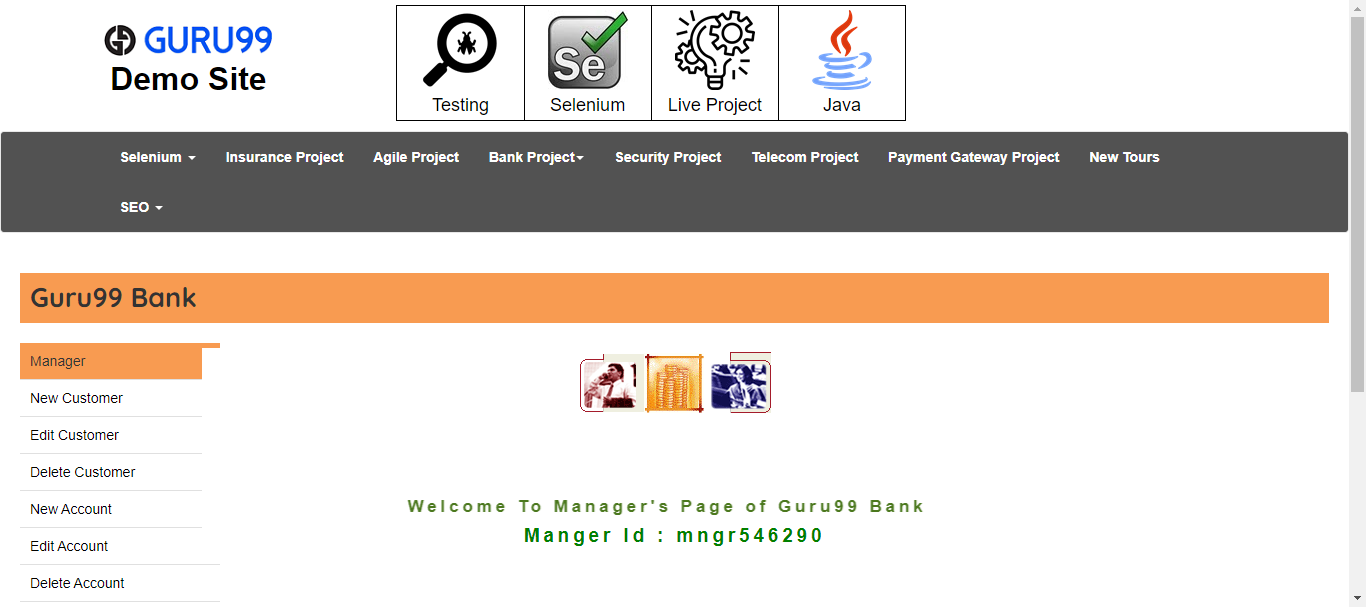 GURU99
Demo Site
Testing
Se
Selenium
Live Project
Java
Selenium
Insurance Project
Agile Project
Bank Project
Security Project
Telecom Project
Payment Gateway Project
New Tours
SEO
Guru99 Bank
Manager
New Customer
Edit Customer
Delete Customer
New Account
Edit Account
Delete Account
Welcome To Manager's Page of Guru99 Bank
Manger Id : mngr546290